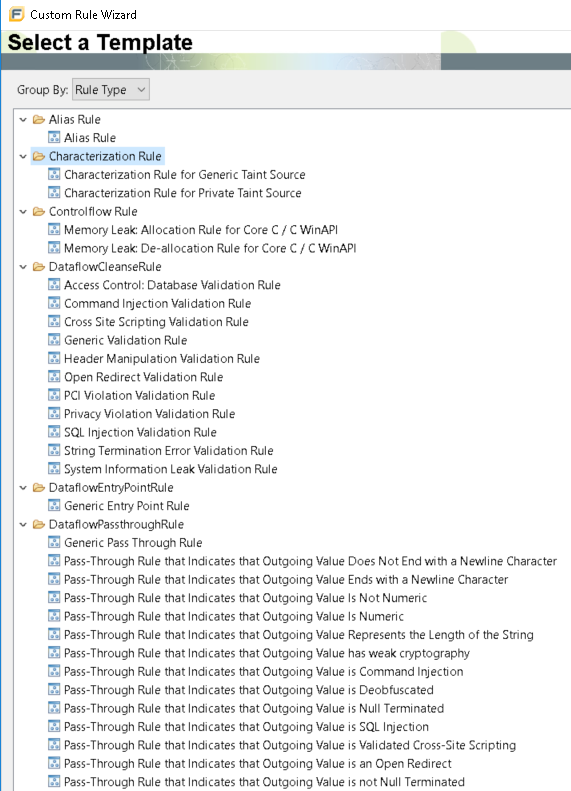 Custom Rule Wizard
Select a Template
Group By: Rule Type
Alias Rule
Alias Rule
Characterization Rule
Characterization Rule for Generic Taint Source
Characterization Rule for Private Taint Source
Controlflow Rule
Memory Leak: Allocation Rule for Core C / C WinAPI
Memory Leak: De-allocation Rule for Core C / C WinAPI
DataflowCleanseRule
Access Control: Database Validation Rule
Command Injection Validation Rule
Cross Site Scripting Validation Rule
Generic Validation Rule
Header Manipulation Validation Rule
Open Redirect Validation Rule
PCI Violation Validation Rule
Privacy Violation Validation Rule
SQL Injection Validation Rule
String Termination Error Validation Rule
System Information Leak Validation Rule
DataflowEntryPointRule
Generic Entry Point Rule
DataflowPassthroughRule
Generic Pass Through Rule
Pass-Through Rule that Indicates that Outgoing Value Does Not End with a Newline Character
Pass-Through Rule that Indicates that Outgoing Value Ends with a Newline Character
Pass-Through Rule that Indicates that Outgoing Value Is Not Numeric
Pass-Through Rule that Indicates that Outgoing Value Is Numeric
Pass-Through Rule that Indicates that Outgoing Value Represents the Length of the String
Pass-Through Rule that Indicates that Outgoing Value has weak cryptography
Pass-Through Rule that Indicates that Outgoing Value is Command Injection
Pass-Through Rule that Indicates that Outgoing Value is Deobfuscated
Pass-Through Rule that Indicates that Outgoing Value is Null Terminated
Pass-Through Rule that Indicates that Outgoing Value is SQL Injection
Pass-Through Rule that Indicates that Outgoing Value is Validated Cross-Site Scripting
Pass-Through Rule that Indicates that Outgoing Value is an Open Redirect
Pass-Through Rule that Indicates that Outgoing Value is not Null Terminated